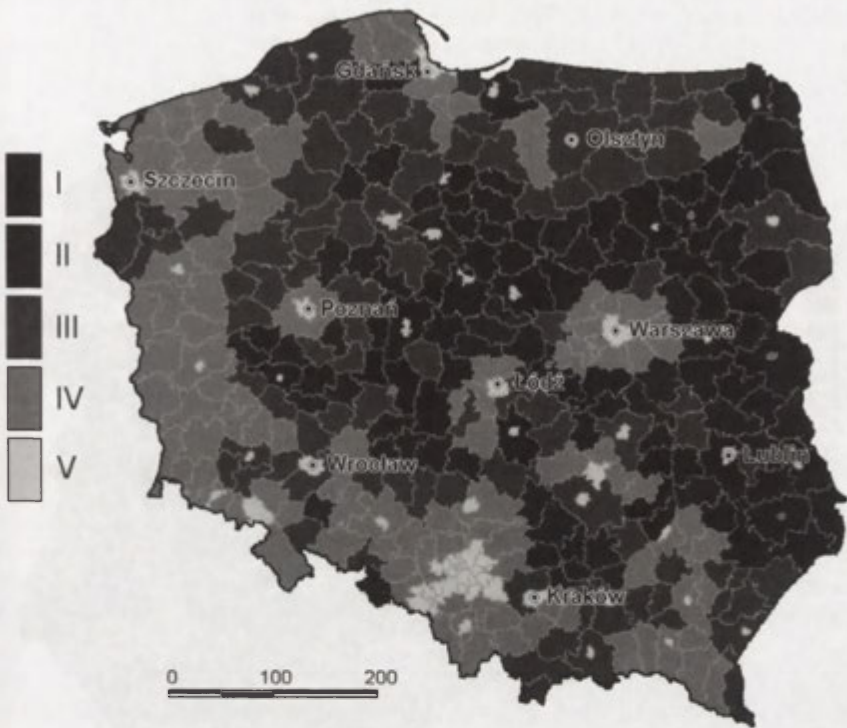 Gdańsk
Olsztyn
Szczecin
I
II
III
IV
V
Poznań
Warszawa
Łódź
Wrocław
Lublin
Kraków
0 100 200